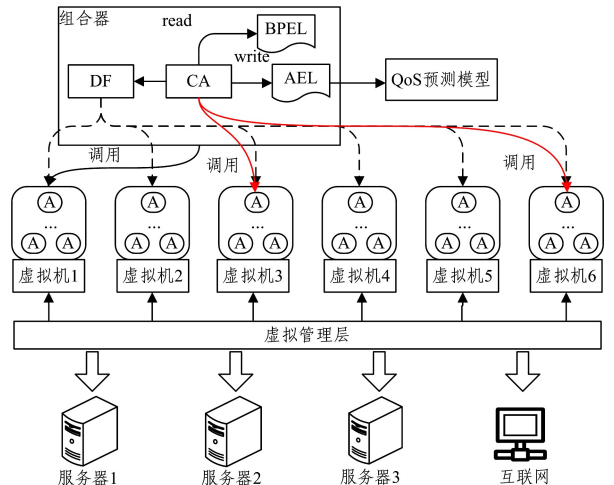 组合器
read
BPEL
write
DF
CA
AEL
QoS预测模型
调用
调用
调用
A
A
A
A
A
A
...
...
...
...
...
...
A A
A A
A A
A A
A A
A A
虚拟机1
虚拟机2
虚拟机3
虚拟机4
虚拟机5
虚拟机6
虚拟管理层
服务器1
服务器2
服务器3
互联网